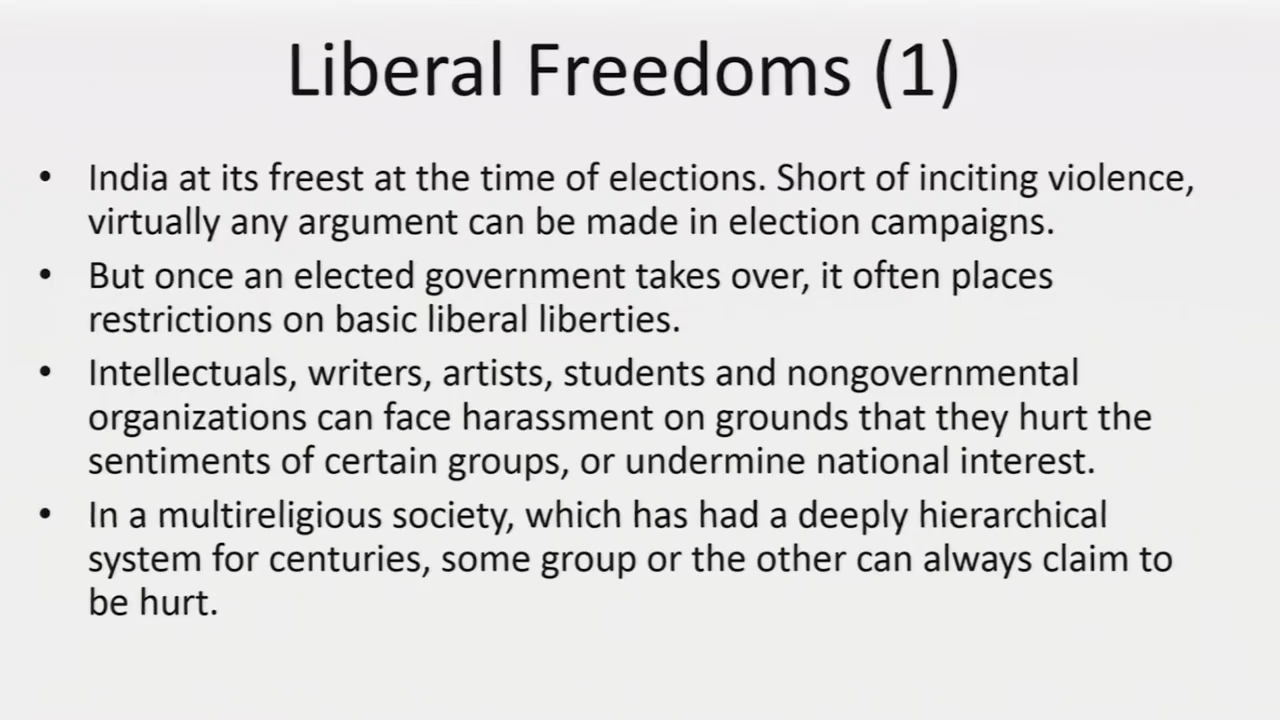 Liberal Freedoms (1)
• India at its freest at the time of elections. Short of inciting violence,
virtually any argument can be made in election campaigns.
• But once an elected government takes over, it often places
restrictions on basic liberal liberties.
• Intellectuals, writers, artists, students and nongovernmental
organizations can face harassment on grounds that they hurt the
sentiments of certain groups, or undermine national interest.
• In a multireligious society, which has had a deeply hierarchical
system for centuries, some group or the other can always claim to
be hurt.